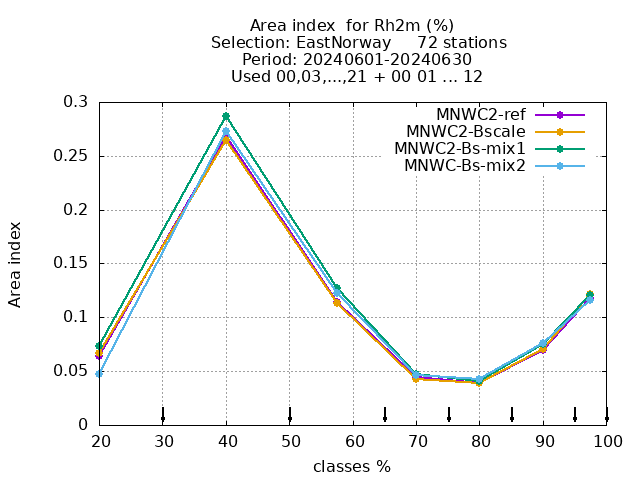 Area index  for Rh2m (%)
Selection: EastNorway     72 stations
Period: 20240601-20240630
Used 00,03,...,21 + 00 01 ... 12
MNWC2-ref
MNWC2-Bscale
MNWC2-Bs-mix1
MNWC-Bs-mix2
Area index
0.3
0.25
0.2
0.15
0.1
0.05
0
20 30 40 50 60 70 80 90 100
classes %